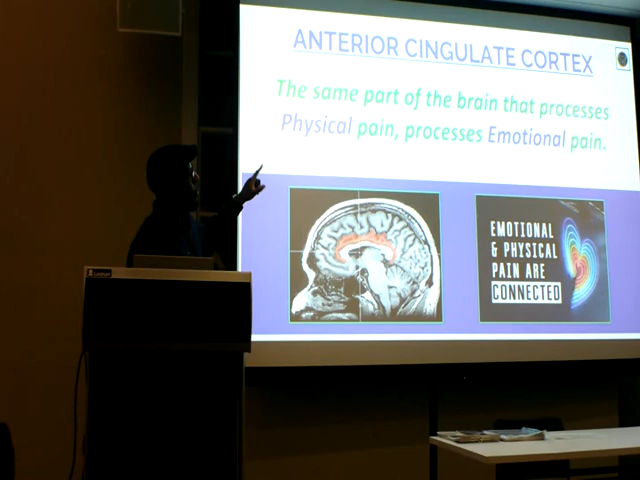 ANTERIOR CINGULATE CORTEX
The same part of the brain that processes
Physical pain, processes Emotional pain.
EMOTIONAL
& PHYSICAL
PAIN ARE
CONNECTED